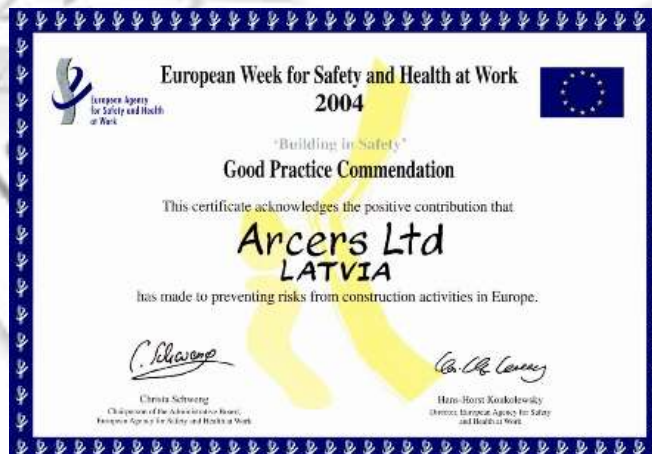 European Agency
for Safety and Health
at Work
European Week for Safety and Health at Work
2004
"Building in Safety"
Good Practice Commendation
This certificate acknowledges the positive contribution that
Arcers Ltd
LATVIA
has made to preventing risks from construction activities in Europe.
Christa Schweng
Chairperson of the Administrative Board,
European Agency for Safety and Health at Work
Hans-Horst Konkolewsky
Director, European Agency for Safety
and Health at Work